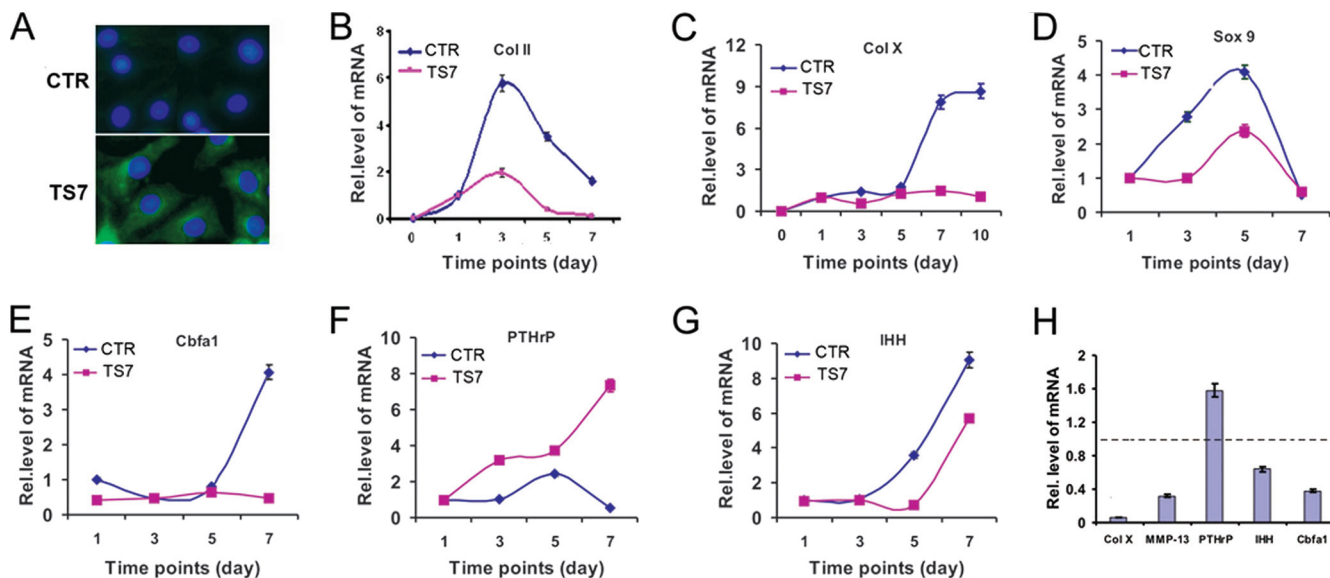 A
CTR
TS7
B
Col II
CTR
TS7
Rel.level of mRNA
8
6
4
2
0
0 1 3 5 7
Time points (day)
C
Col X
CTR
TS7
Rel.level of mRNA
12
9
6
3
0
0 1 3 5 7 10
Time points (day)
D
Sox 9
CTR
TS7
Rel.level of mRNA
5
4
3
2
1
0
1 3 5 7
Time points (day)
E
Cbfa1
CTR
TS7
Rel.level of mRNA
5
4
3
2
1
0
1 3 5 7
Time points (day)
F
PTHrP
CTR
TS7
Rel.level of mRNA
10
8
6
4
2
0
1 3 5 7
Time points (day)
G
IHH
CTR
TS7
Rel.level of mRNA
10
8
6
4
2
0
1 3 5 7
Time points (day)
H
Rel. level of mRNA
2
1.6
1.2
0.8
0.4
0
Col X MMP-13 PTHrP IHH Cbfa1